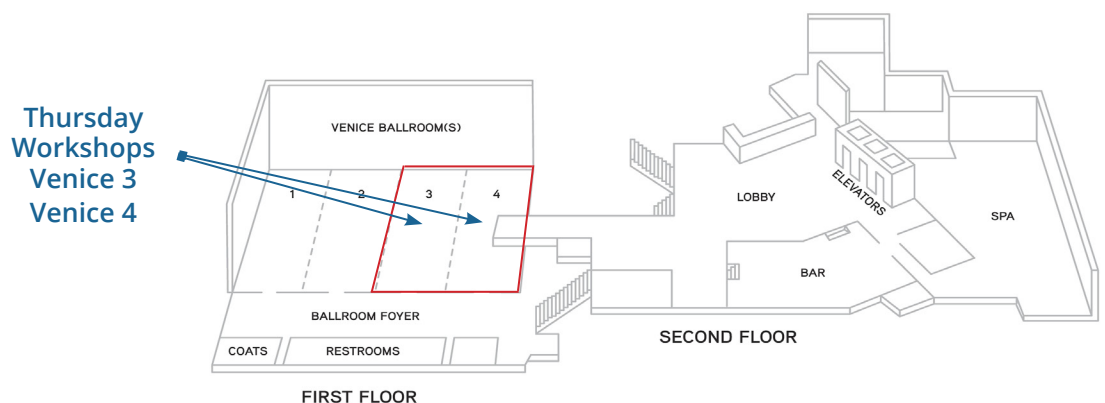 Thursday
Workshops
Venice 3
Venice 4
VENICE BALLROOM(S)
1
2
3
4
BALLROOM FOYER
COATS
RESTROOMS
FIRST FLOOR
LOBBY
ELEVATORS
SPA
BAR
SECOND FLOOR